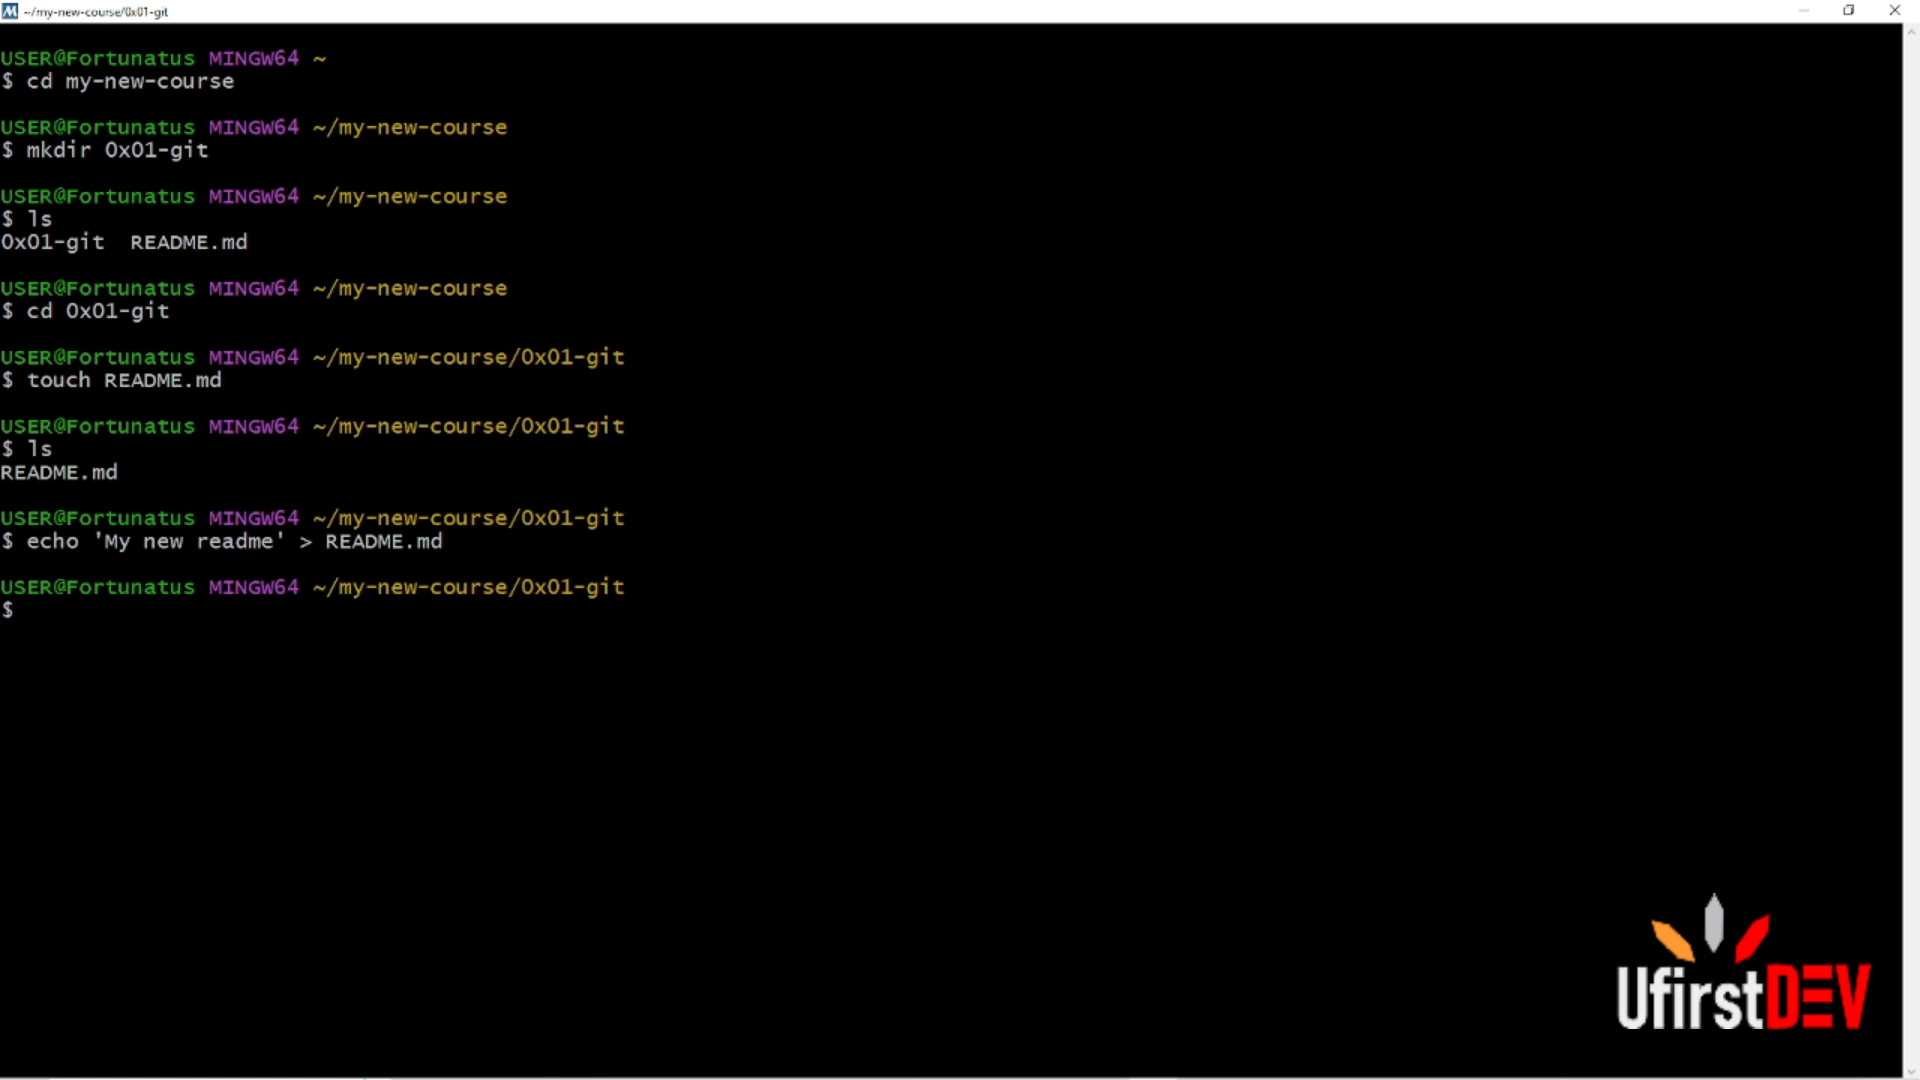 ~/my-new-course/0x01-git
USER@Fortunatus MINGW64 ~
$ cd my-new-course
USER@Fortunatus MINGW64 ~/my-new-course
$ mkdir 0x01-git
USER@Fortunatus MINGW64 ~/my-new-course
$ ls
0x01-git  README.md
USER@Fortunatus MINGW64 ~/my-new-course
$ cd 0x01-git
USER@Fortunatus MINGW64 ~/my-new-course/0x01-git
$ touch README.md
USER@Fortunatus MINGW64 ~/my-new-course/0x01-git
$ ls
README.md
USER@Fortunatus MINGW64 ~/my-new-course/0x01-git
$ echo 'My new readme' > README.md
USER@Fortunatus MINGW64 ~/my-new-course/0x01-git
$
UfirstDEV